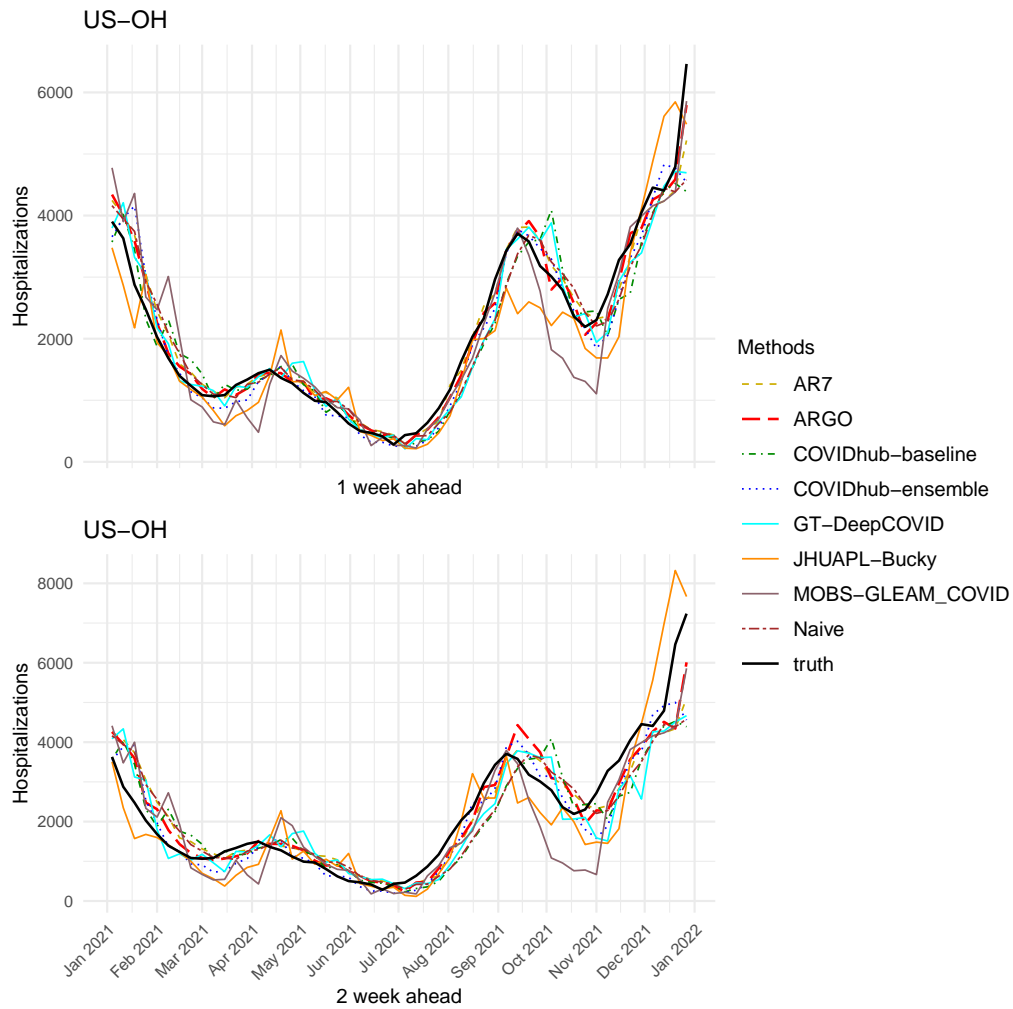 US−OH
6000
4000
2000
0
Hospitalizations
1 week ahead
US−OH
8000
6000
4000
2000
0
Hospitalizations
Jan 2021
Feb 2021
Mar 2021
Apr 2021
May 2021
Jun 2021
Jul 2021
Aug 2021
Sep 2021
Oct 2021
Nov 2021
Dec 2021
Jan 2022
2 week ahead
Methods
AR7
ARGO
COVIDhub−baseline
COVIDhub−ensemble
GT−DeepCOVID
JHUAPL−Bucky
MOBS−GLEAM_COVID
Naive
truth